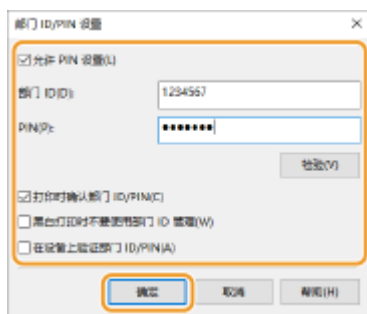 部门 ID/PIN 设置
允许 PIN 设置(L)
部门 ID(D):
1234567
PIN(P):
●●●●●●●
检验(V)
打印时确认部门 ID/PIN(C)
黑白打印时不要使用部门 ID 管理(W)
在设备上验证部门 ID/PIN(A)
确定
取消
帮助(H)